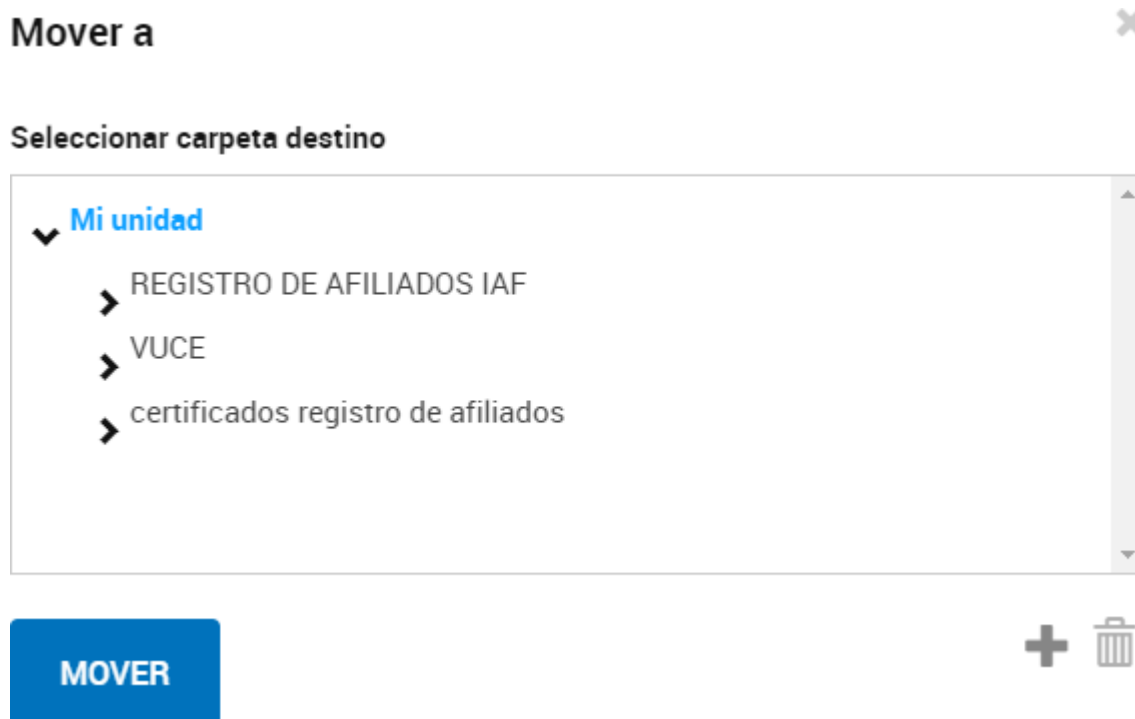 Mover a
Seleccionar carpeta destino
Mi unidad
REGISTRO DE AFILIADOS IAF
VUCE
certificados registro de afiliados
MOVER